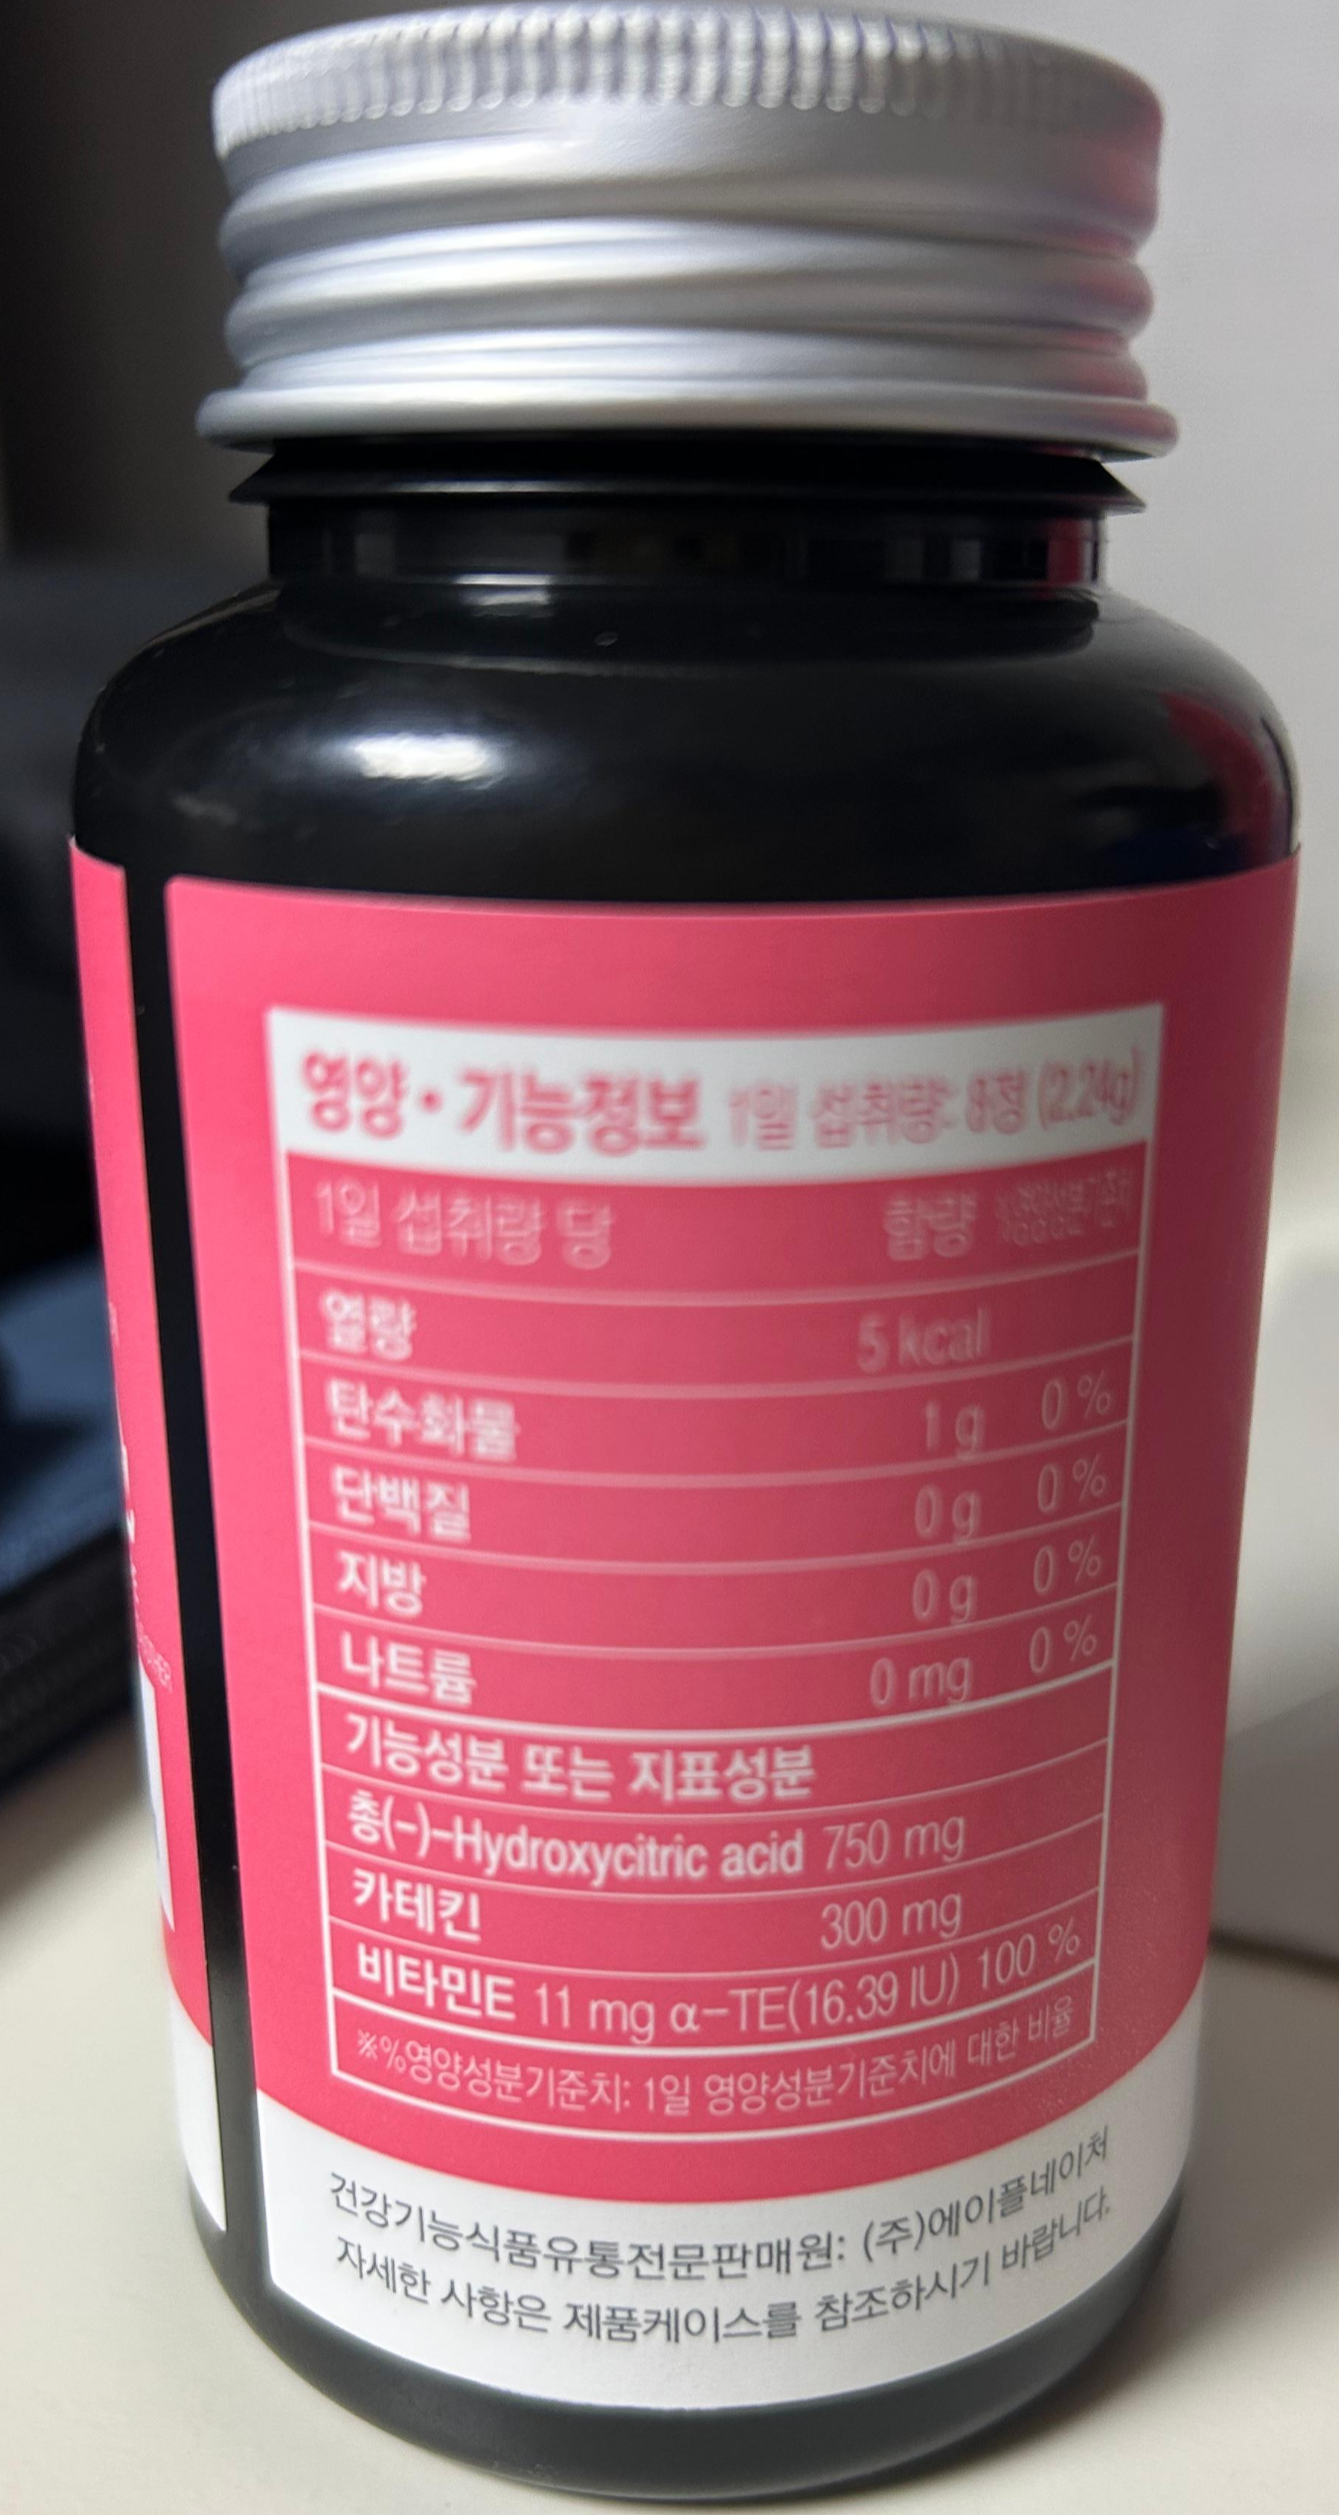 영양•기능정보 1일 섭취량: 8정 (2.24g)
1일 섭취량 당 함량 %영양성분기준치
열량 5 kcal
탄수화물 1 g 0 %
단백질 0 g 0 %
지방 0 g 0 %
나트륨 0 mg 0 %
기능성분 또는 지표성분
총(-)-Hydroxycitric acid 750 mg
카테킨 300 mg
비타민E 11 mg α-TE(16.39 IU) 100 %
※%영양성분기준치: 1일 영양성분기준치에 대한 비율
건강기능식품유통전문판매원: (주)에이플네이처
자세한 사항은 제품케이스를 참조하시기 바랍니다.